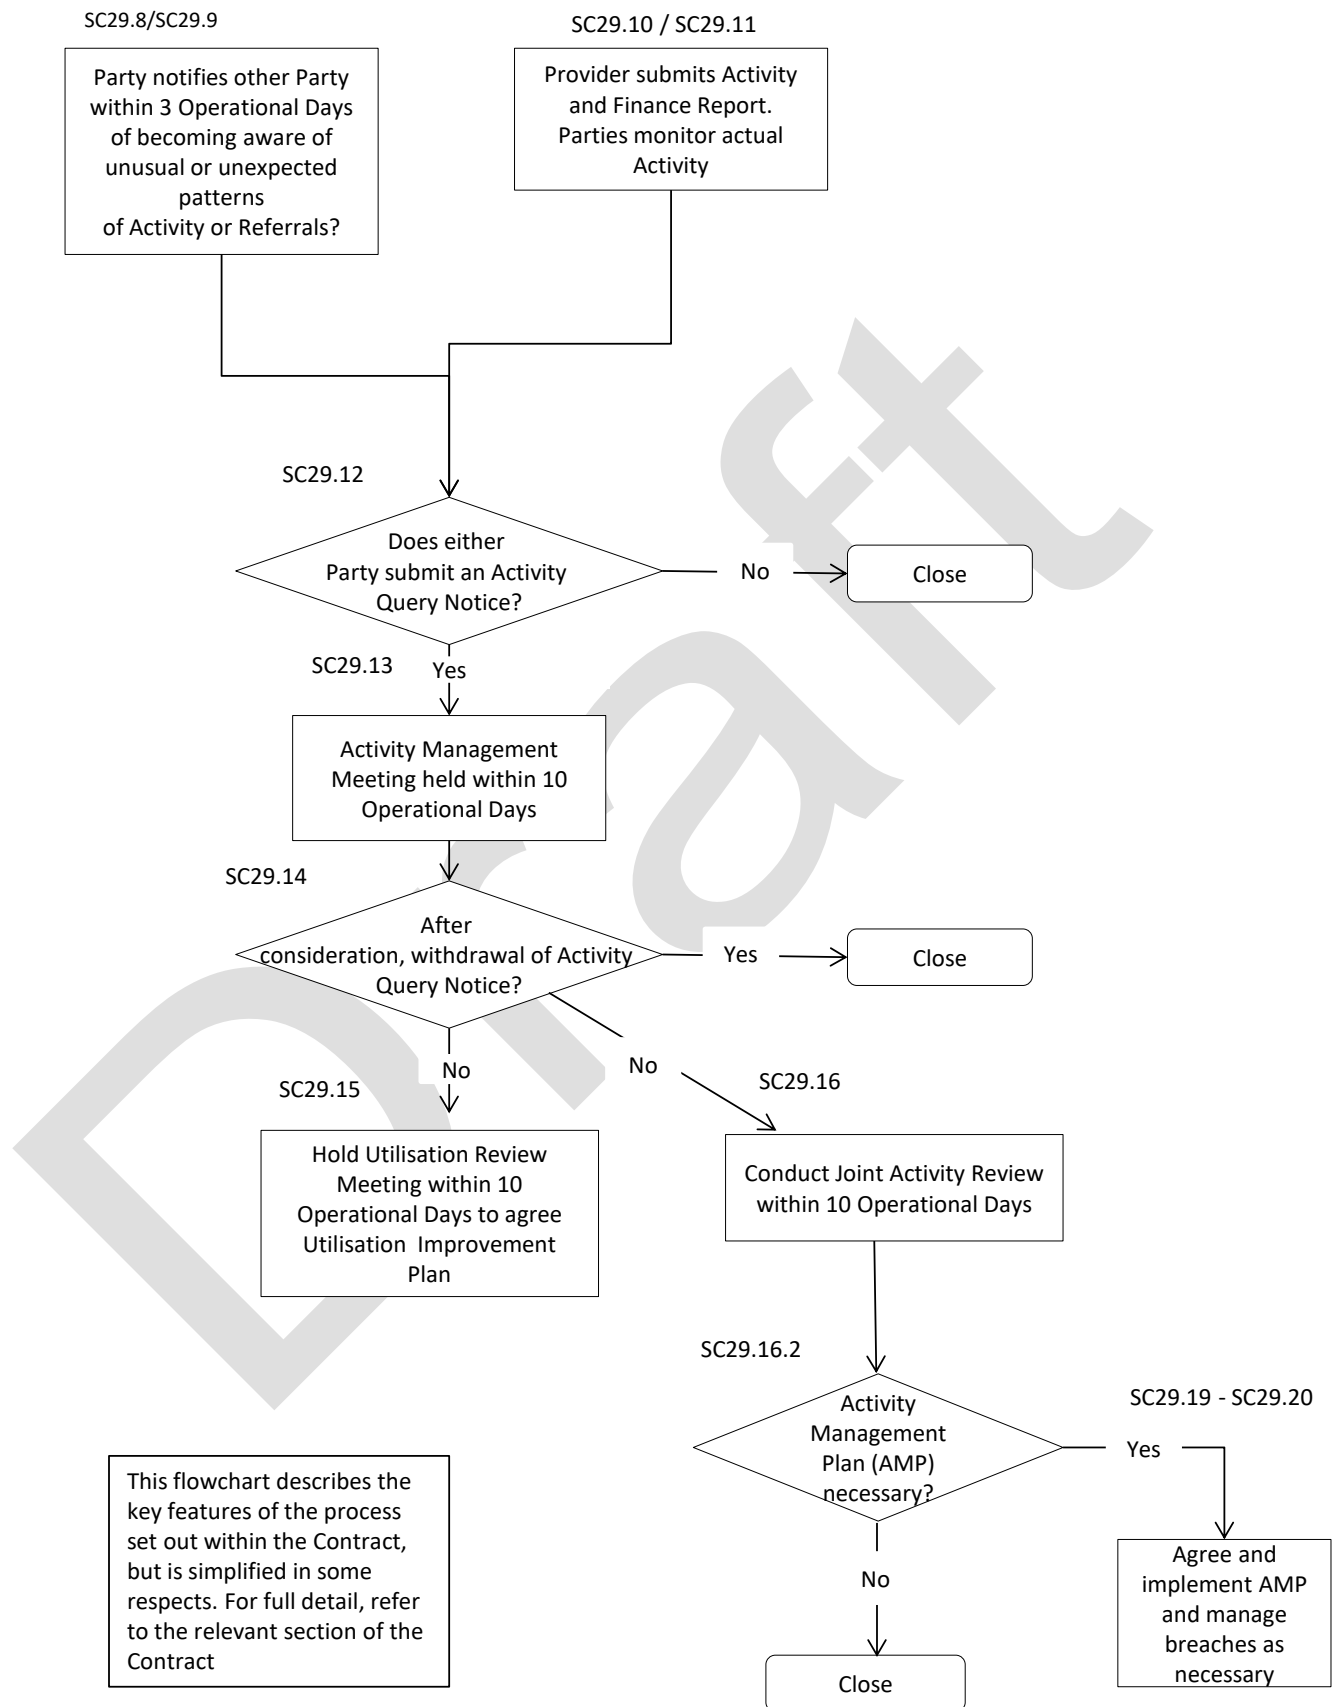 SC29.8/SC29.9
Party notifies other Party
within 3 Operational Days
of becoming aware of
unusual or unexpected
patterns
of Activity or Referrals?
SC29.10 / SC29.11
Provider submits Activity
and Finance Report.
Parties monitor actual
Activity
SC29.12
Does either
Party submit an Activity
Query Notice?
No
Close
SC29.13
Yes
Activity Management
Meeting held within 10
Operational Days
SC29.14
After
consideration, withdrawal of Activity
Query Notice?
Yes
Close
No
No
SC29.15
Hold Utilisation Review
Meeting within 10
Operational Days to agree
Utilisation Improvement
Plan
SC29.16
Conduct Joint Activity Review
within 10 Operational Days
SC29.16.2
Activity
Management
Plan (AMP)
necessary?
SC29.19 - SC29.20
Yes
Agree and
implement AMP
and manage
breaches as
necessary
No
Close
This flowchart describes the
key features of the process
set out within the Contract,
but is simplified in some
respects. For full detail, refer
to the relevant section of the
Contract
Draft